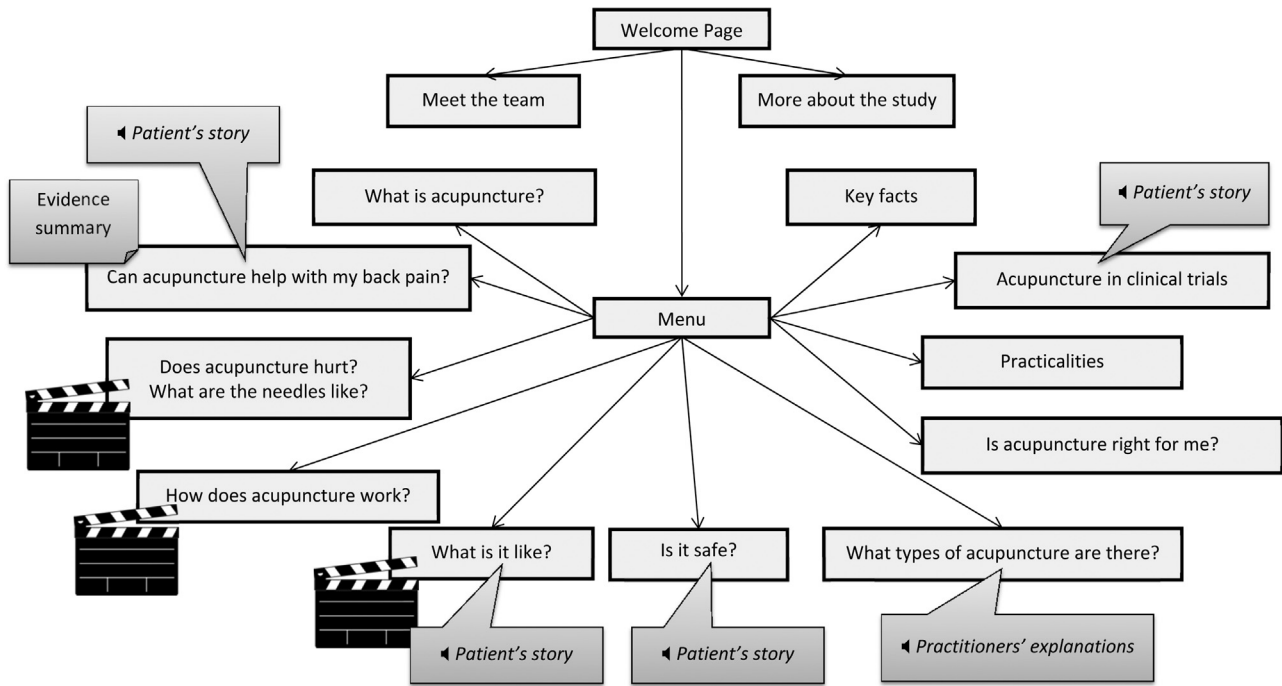 Welcome Page
Meet the team
More about the study
Patient's story
Evidence
summary
What is acupuncture?
Key facts
Patient's story
Can acupuncture help with my back pain?
Acupuncture in clinical trials
Menu
Does acupuncture hurt?
What are the needles like?
Practicalities
Is acupuncture right for me?
How does acupuncture work?
What is it like?
Is it safe?
What types of acupuncture are there?
Patient's story
Patient's story
Practitioners' explanations